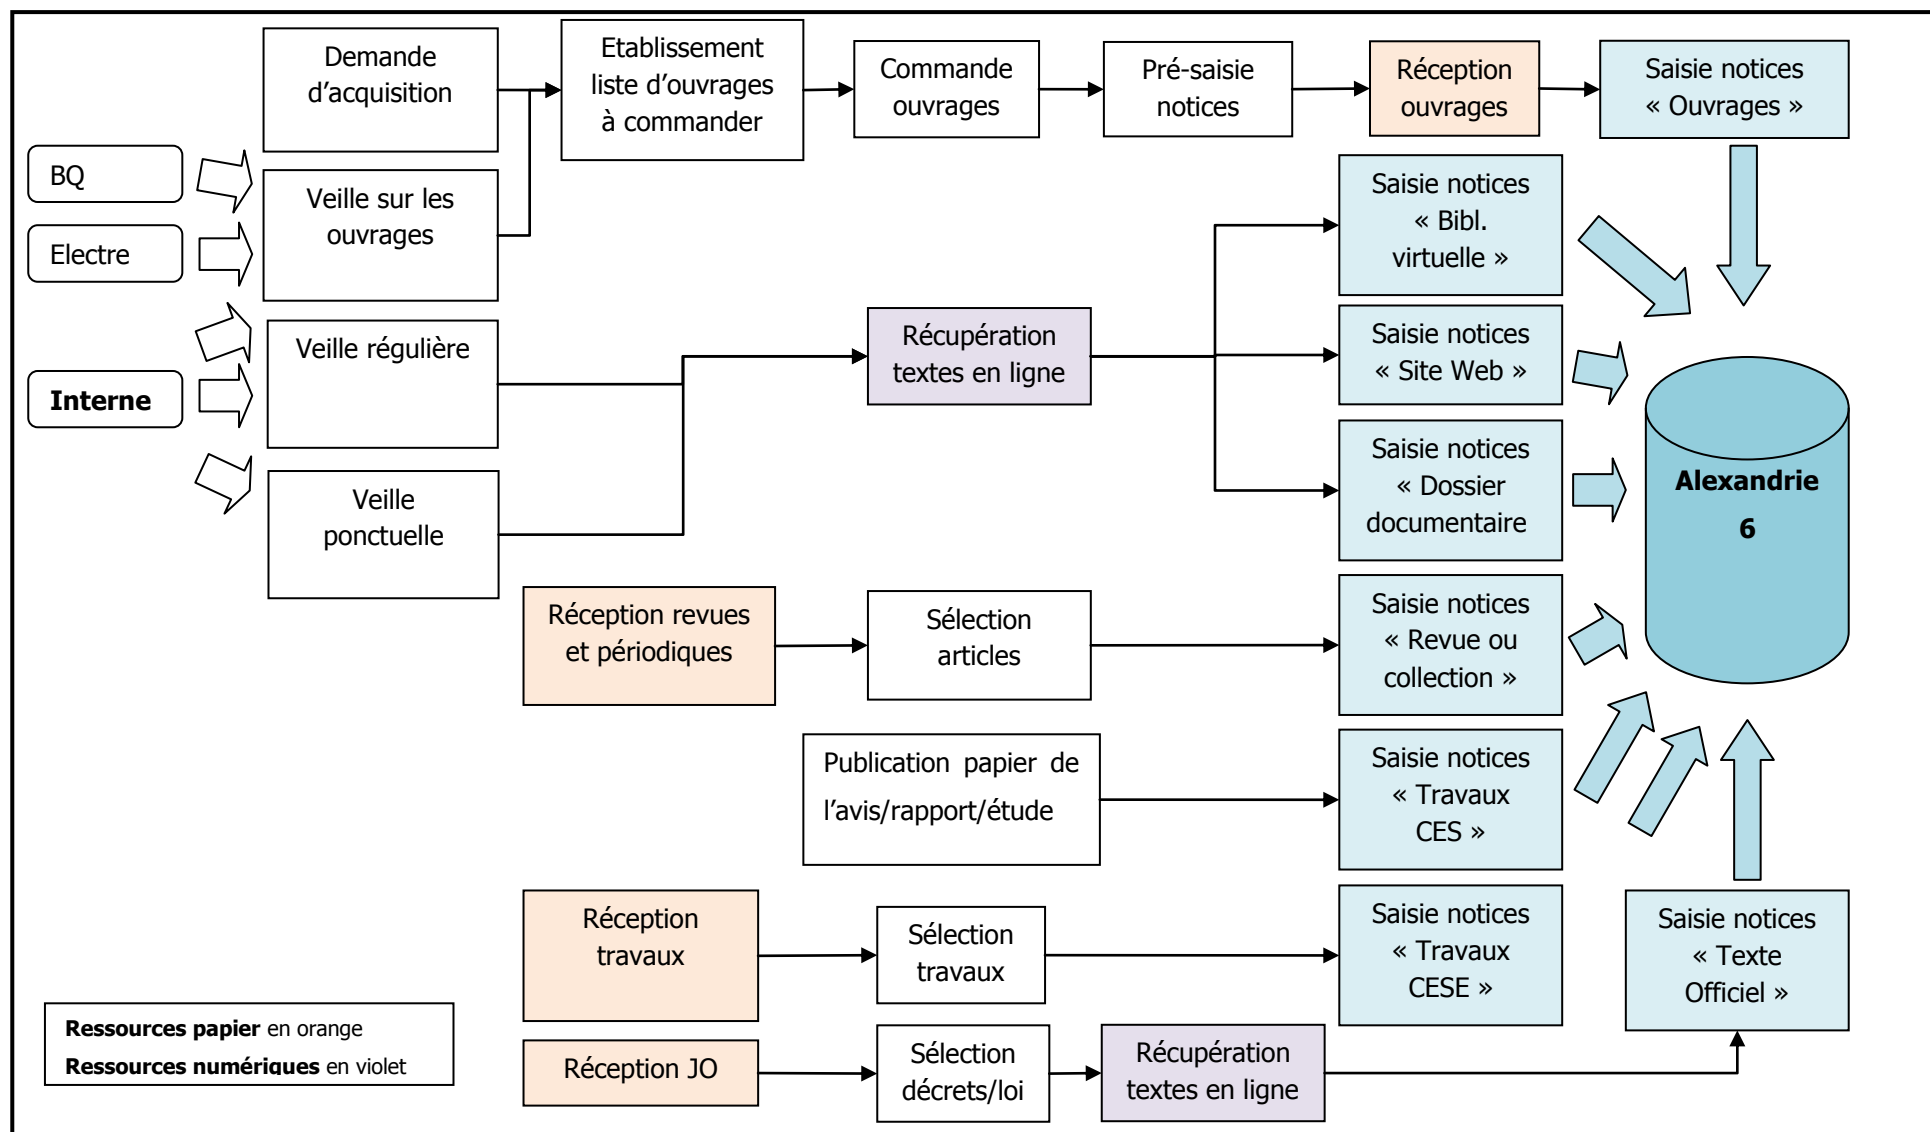 Demande
d'acquisition
Etablissement
liste d'ouvrages
à commander
Commande
ouvrages
Pré-saisie
notices
Réception
ouvrages
Saisie notices
« Ouvrages »
BQ
Electre
Interne
Veille sur les
ouvrages
Veille régulière
Veille
ponctuelle
Récupération
textes en ligne
Saisie notices
« Bibl.
virtuelle »
Saisie notices
« Site Web »
Saisie notices
« Dossier
documentaire
Alexandrie
6
Réception revues
et périodiques
Sélection
articles
Saisie notices
« Revue ou
collection »
Publication papier de
l'avis/rapport/étude
Saisie notices
« Travaux
CES »
Réception
travaux
Sélection
travaux
Saisie notices
« Travaux
CESE »
Saisie notices
« Texte
Officiel »
Réception JO
Sélection
décrets/loi
Récupération
textes en ligne
Ressources papier en orange
Ressources numériques en violet